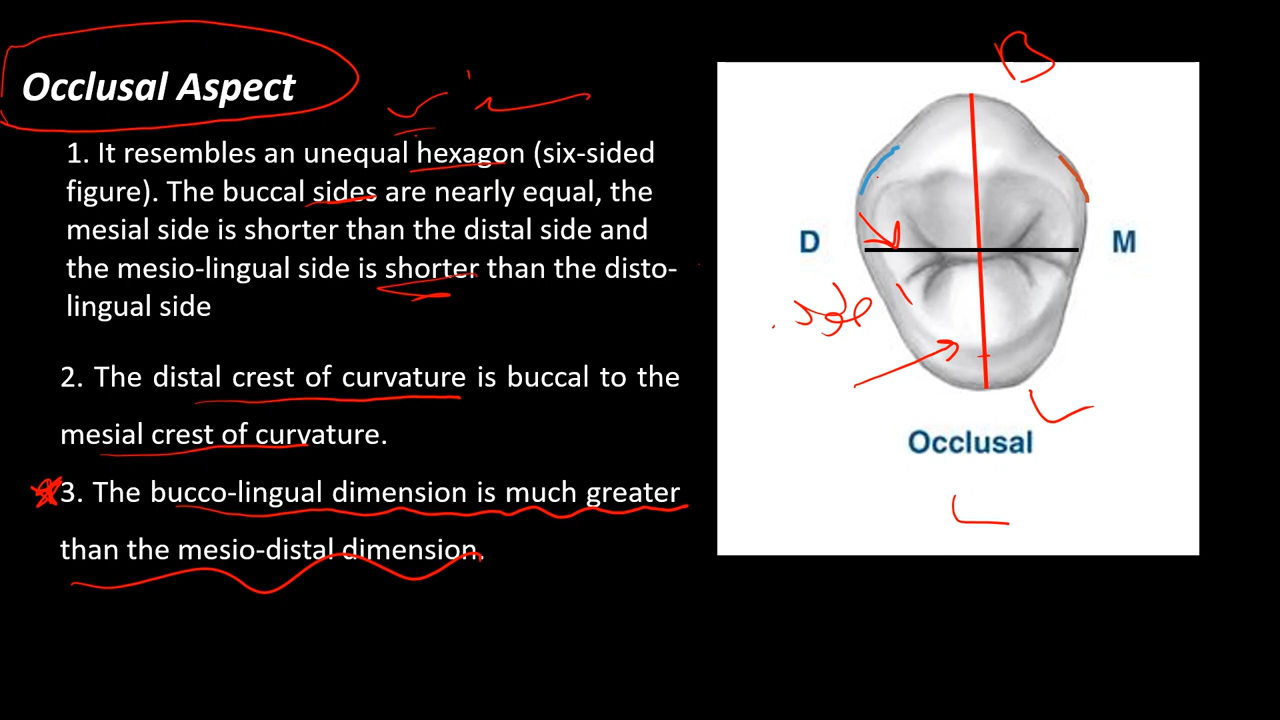 Occlusal Aspect
1. It resembles an unequal hexagon (six-sided
figure). The buccal sides are nearly equal, the
mesial side is shorter than the distal side and
the mesio-lingual side is shorter than the disto-
lingual side
2. The distal crest of curvature is buccal to the
mesial crest of curvature.
3. The bucco-lingual dimension is much greater
than the mesio-distal dimension.
B
D
M
L
Occlusal